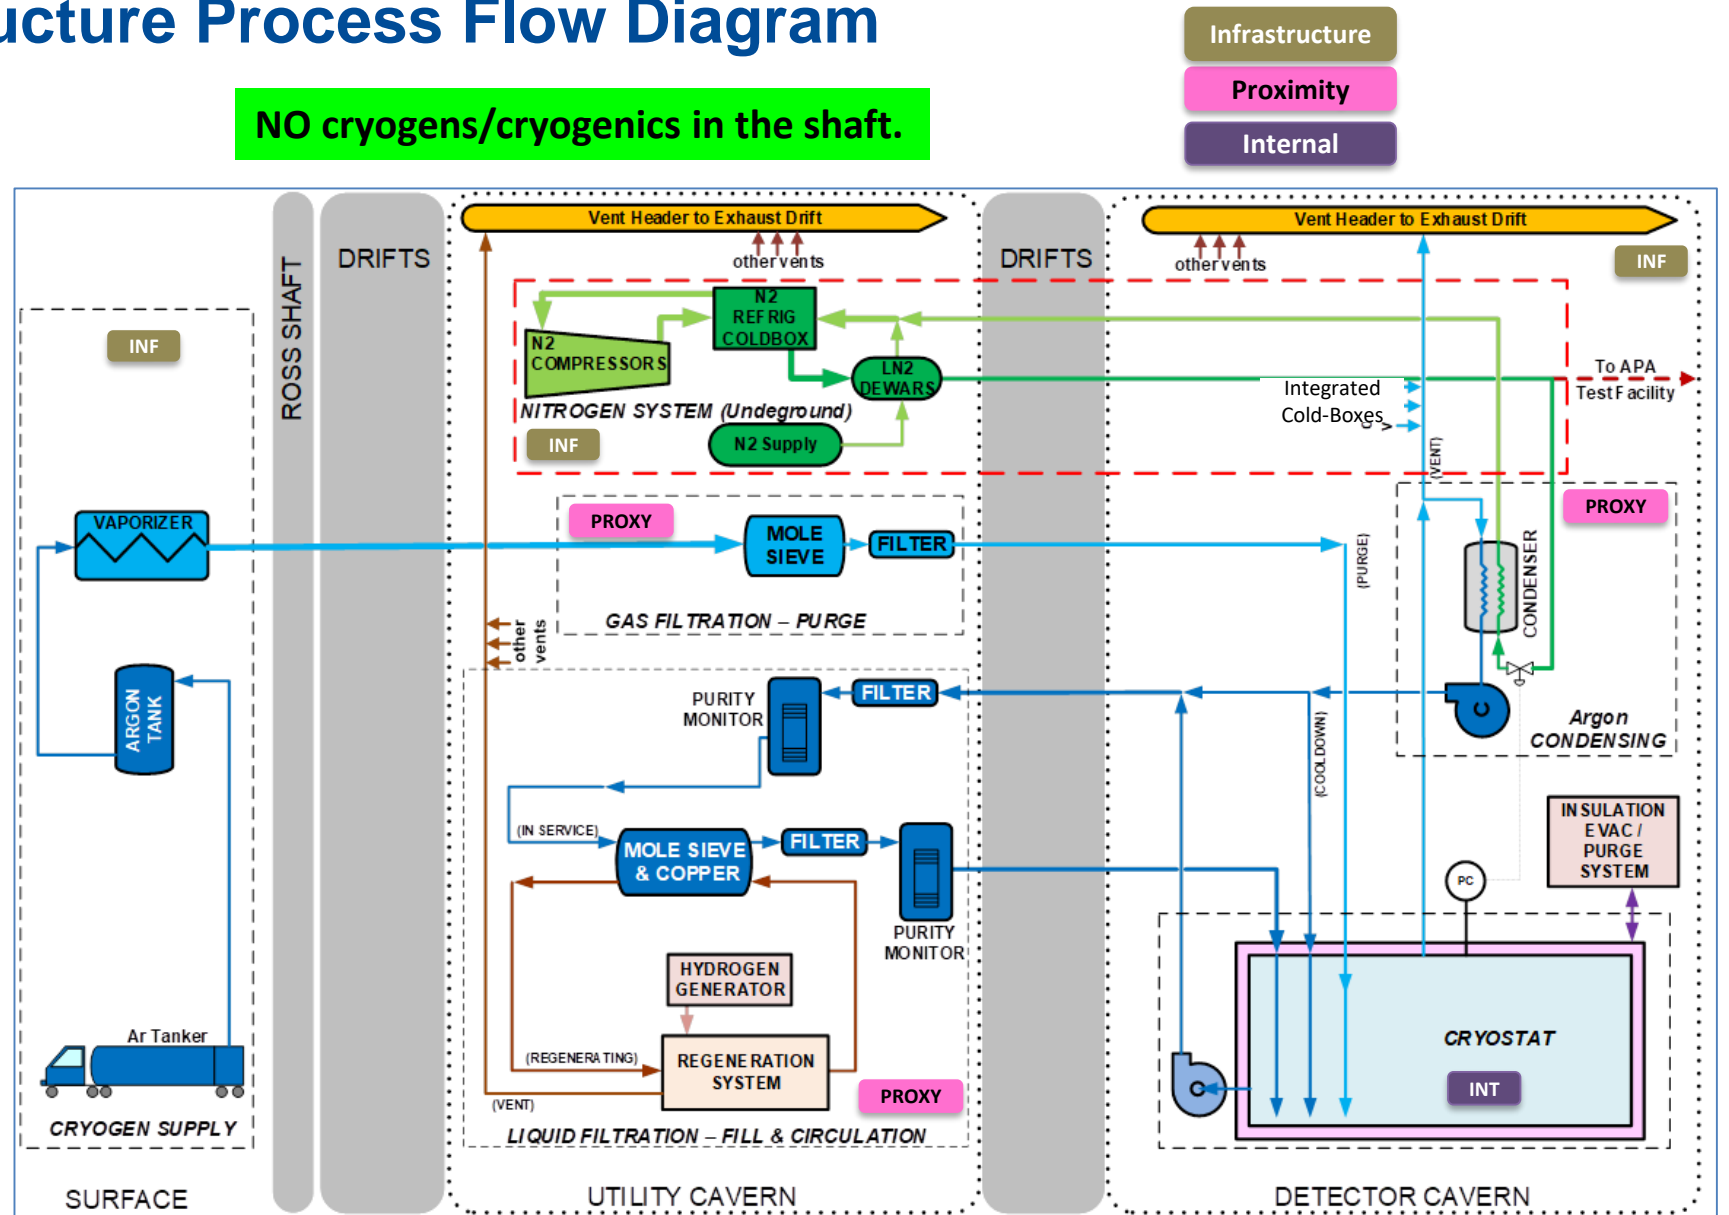 ucture Process Flow Diagram
Infrastructure
Proximity
Internal
NO cryogens/cryogenics in the shaft.
Vent Header to Exhaust Drift
Vent Header to Exhaust Drift
other vents
other vents
ROSS SHAFT
DRIFTS
DRIFTS
INF
INF
INF
N2
REFRIG
COLDBOX
N2
COMPRESSORS
LN2
DEWARS
NITROGEN SYSTEM (Undeground)
N2 Supply
Integrated
Cold-Boxes
To APA
Test Facility
(VENT)
VAPORIZER
PROXY
MOLE
SIEVE
FILTER
GAS FILTRATION – PURGE
(PURGE)
PROXY
CONDENSER
other
vents
ARGON
TANK
PURITY
MONITOR
FILTER
(COOLDOWN)
C
Argon
CONDENSING
(IN SERVICE)
MOLE SIEVE
& COPPER
FILTER
PURITY
MONITOR
INSULATION
EVAC /
PURGE
SYSTEM
PC
HYDROGEN
GENERATOR
(REGENERATING)
REGENERATION
SYSTEM
(VENT)
PROXY
LIQUID FILTRATION – FILL & CIRCULATION
Ar Tanker
CRYOGEN SUPPLY
C
CRYOSTAT
INT
SURFACE
UTILITY CAVERN
DETECTOR CAVERN